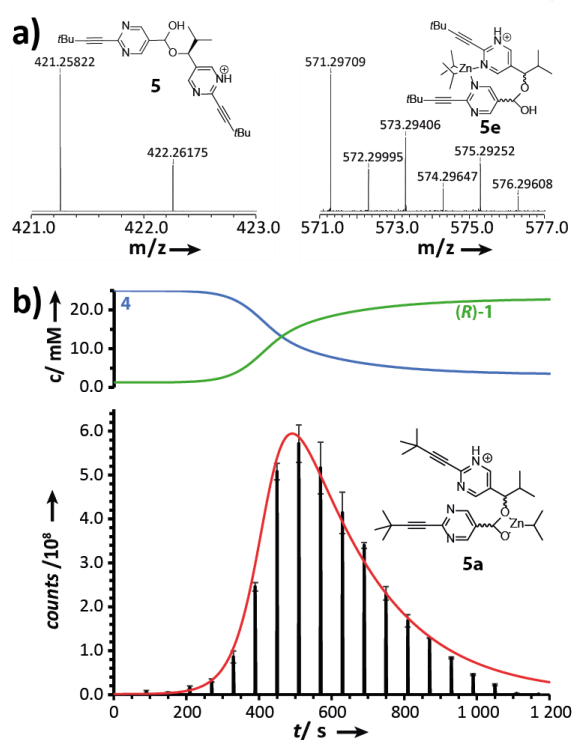 a)
421.25822
422.26175
tBu
N
N
OH
O
5
NH
⊕
N
tBu
421.0
422.0
423.0
m/z
571.29709
572.29995
573.29406
574.29647
575.29252
576.29608
tBu
H
N
⊕
N
Zn
N
N
O
OH
tBu
5e
571.0
573.0
575.0
577.0
m/z
b)
4
(R)-1
c/ mM
20.0
10.0
0.0
counts /10⁸
6.0
5.0
4.0
3.0
2.0
1.0
0.0
H
N
⊕
N
N
N
O
Zn
O⁻
5a
0
200
400
600
800
1 000
1 200
t/ s